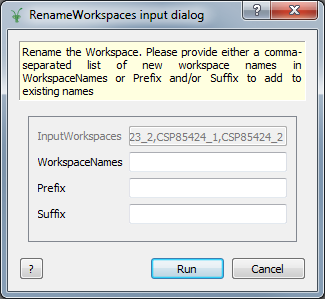 RenameWorkspaces input dialog
?
Rename the Workspace. Please provide either a comma-
separated list of new workspace names in
WorkspaceNames or Prefix and/or Suffix to add to
existing names
InputWorkspaces 23_2,CSP85424_1,CSP85424_2
WorkspaceNames
Prefix
Suffix
? Run Cancel